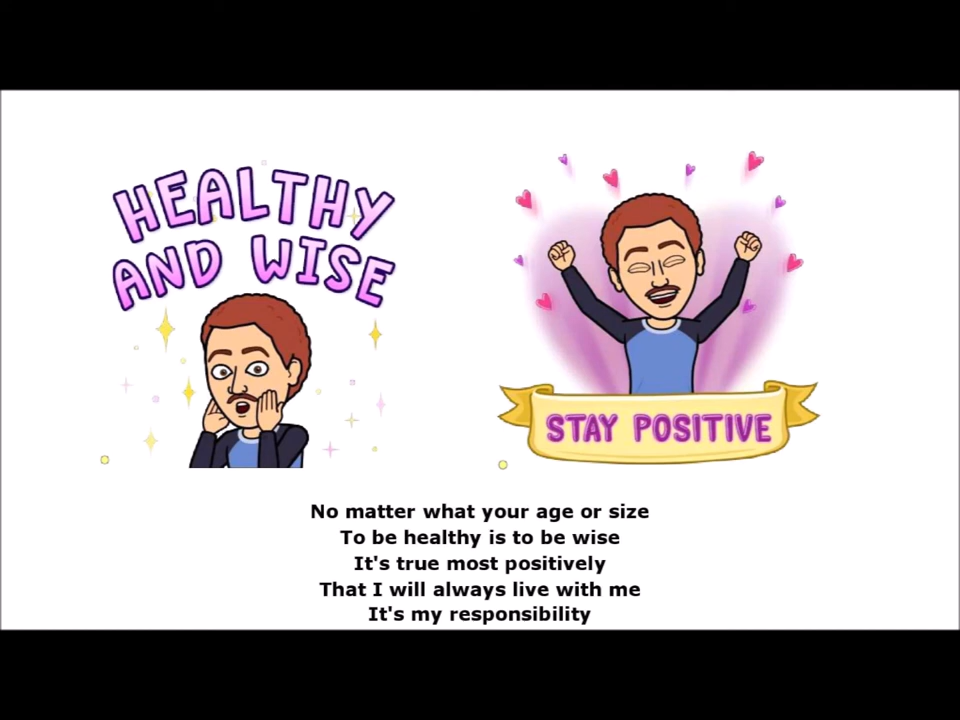 HEALTHY
AND WISE
STAY POSITIVE
No matter what your age or size
To be healthy is to be wise
It's true most positively
That I will always live with me
It's my responsibility